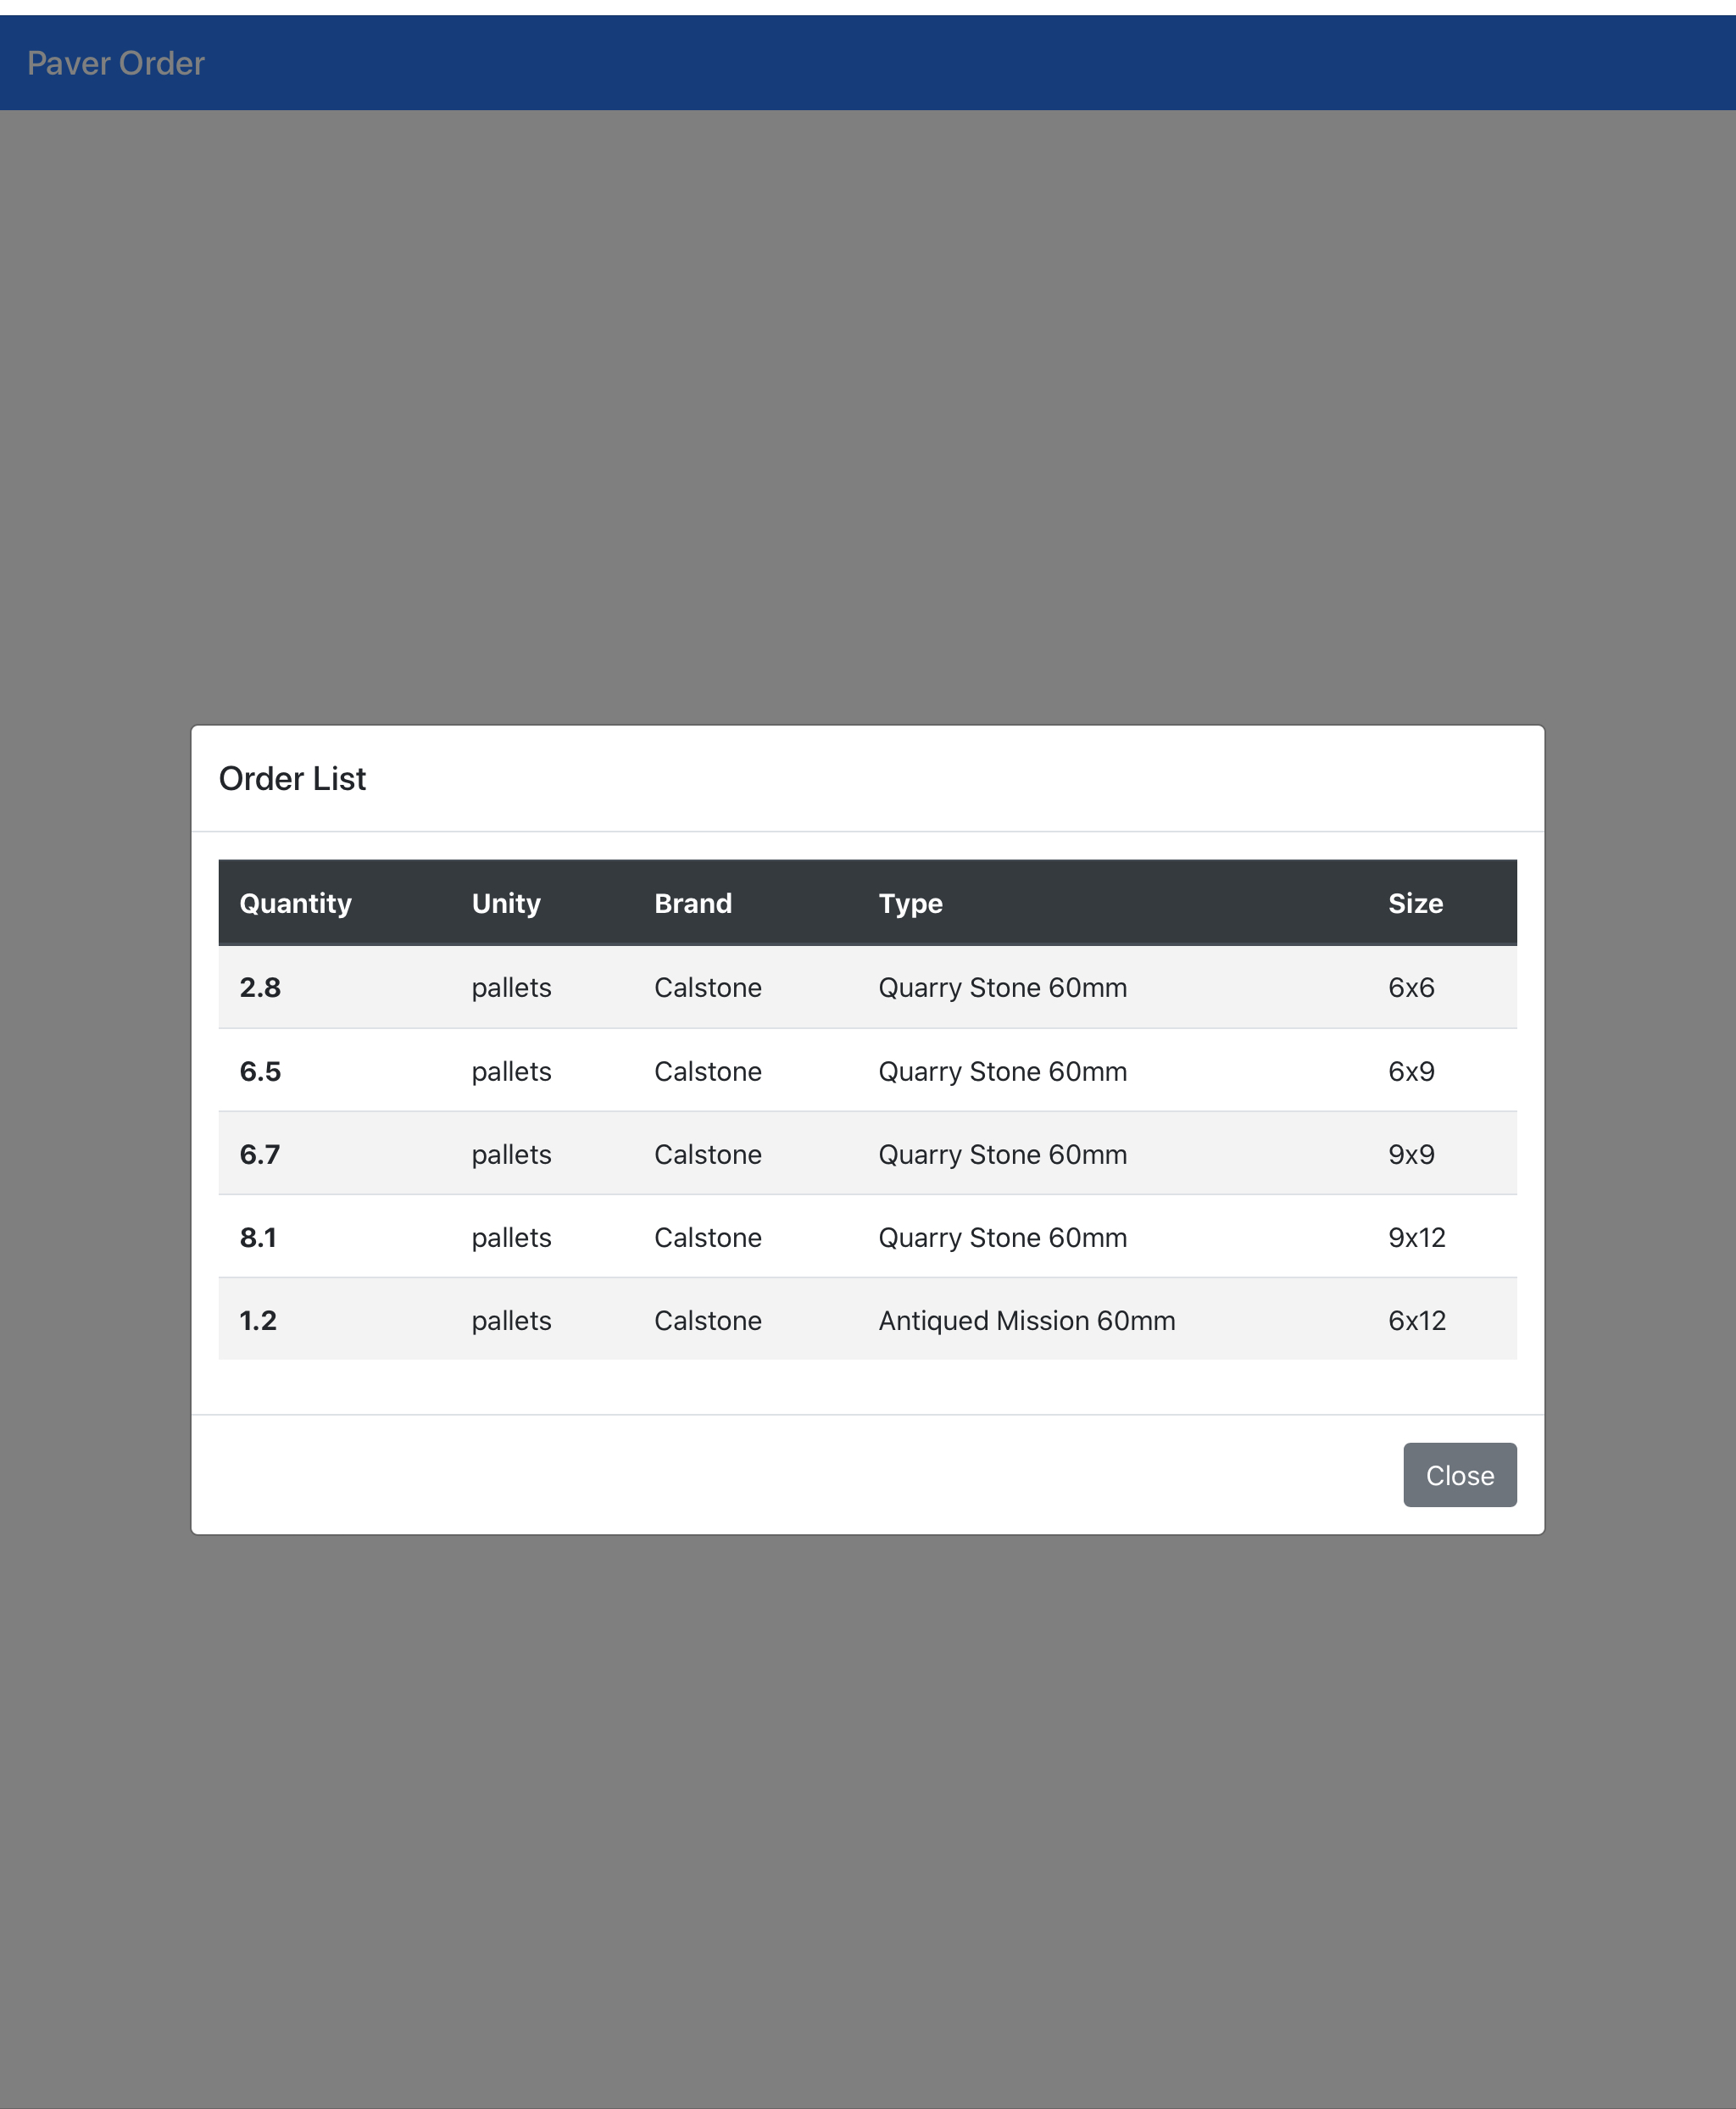 Paver Order
Order List
Quantity Unity Brand Type Size
2.8 pallets Calstone Quarry Stone 60mm 6x6
6.5 pallets Calstone Quarry Stone 60mm 6x9
6.7 pallets Calstone Quarry Stone 60mm 9x9
8.1 pallets Calstone Quarry Stone 60mm 9x12
1.2 pallets Calstone Antiqued Mission 60mm 6x12
Close